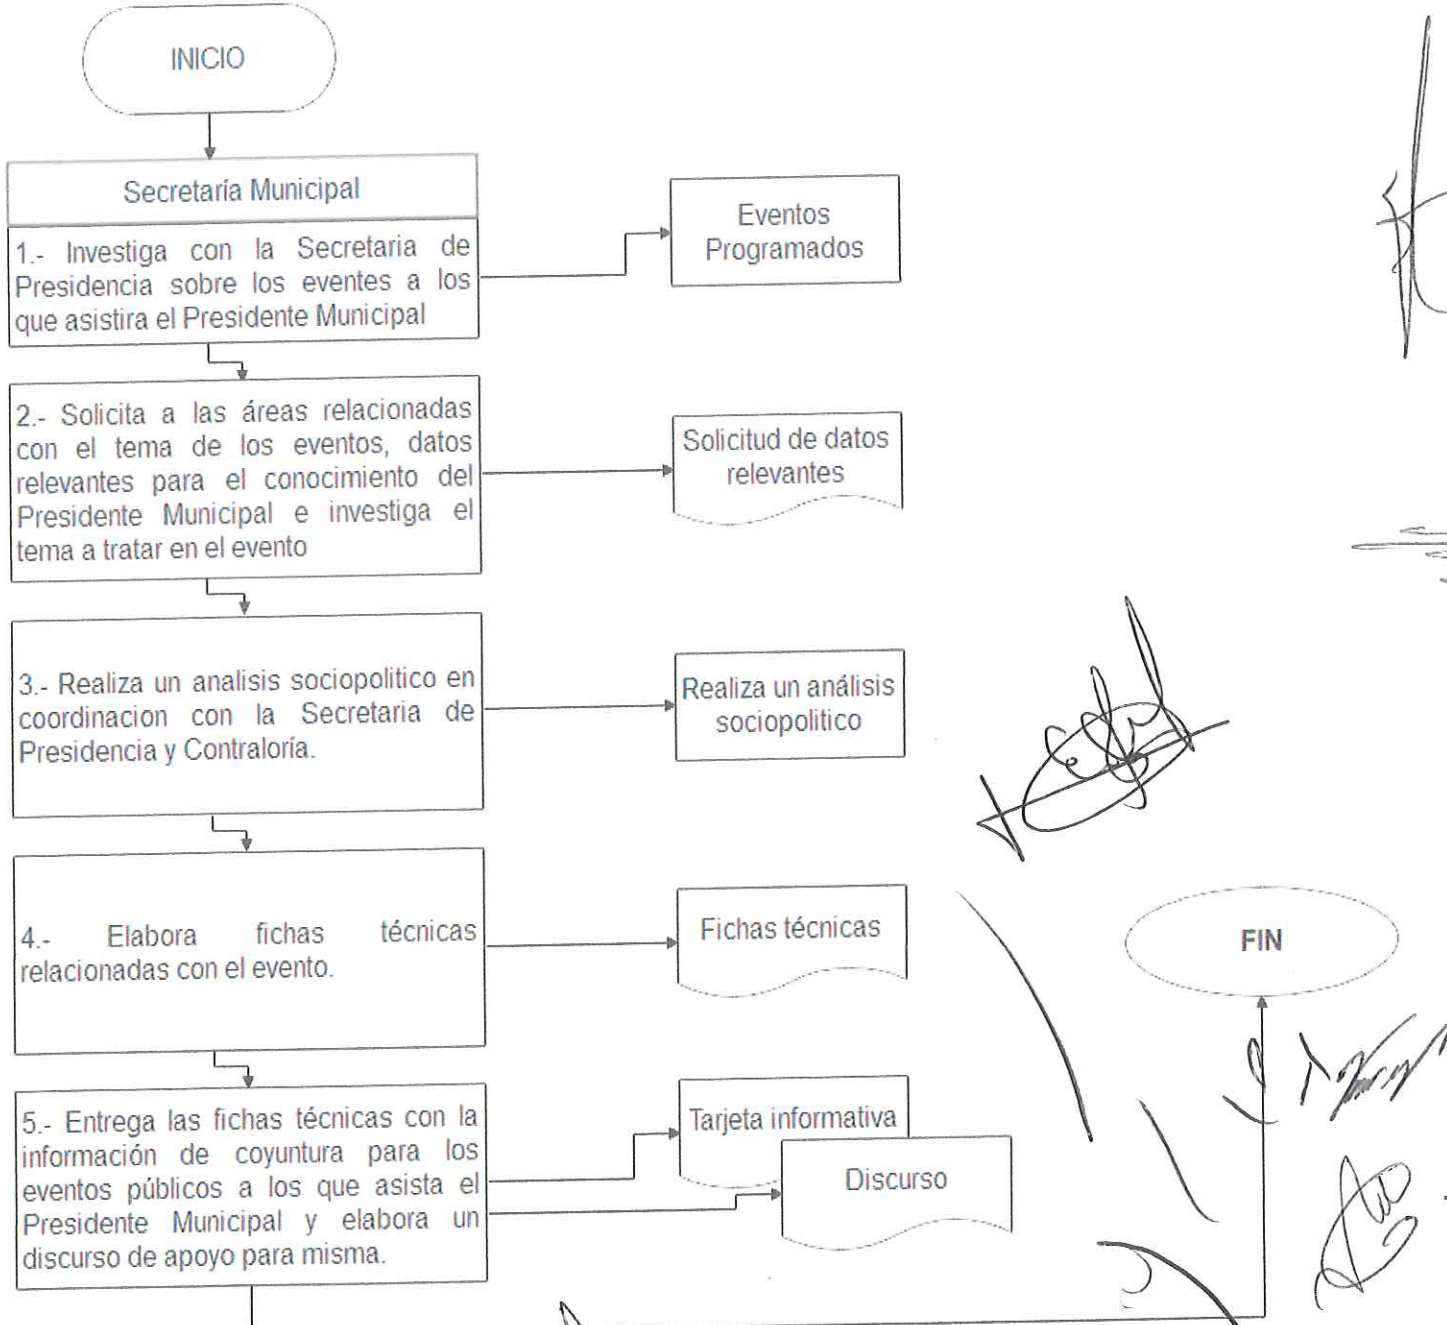 INICIO
Secretaría Municipal
1.- Investiga con la Secretaria de
Presidencia sobre los eventes a los
que asistira el Presidente Municipal
Eventos
Programados
2.- Solicita a las áreas relacionadas
con el tema de los eventos, datos
relevantes para el conocimiento del
Presidente Municipal e investiga el
tema a tratar en el evento
Solicitud de datos
relevantes
3.- Realiza un analisis sociopolitico en
coordinacion con la Secretaria de
Presidencia y Contraloría.
Realiza un análisis
sociopolitico
4.- Elabora fichas técnicas
relacionadas con el evento.
Fichas técnicas
5.- Entrega las fichas técnicas con la
información de coyuntura para los
eventos públicos a los que asista el
Presidente Municipal y elabora un
discurso de apoyo para misma.
Tarjeta informativa
Discurso
FIN